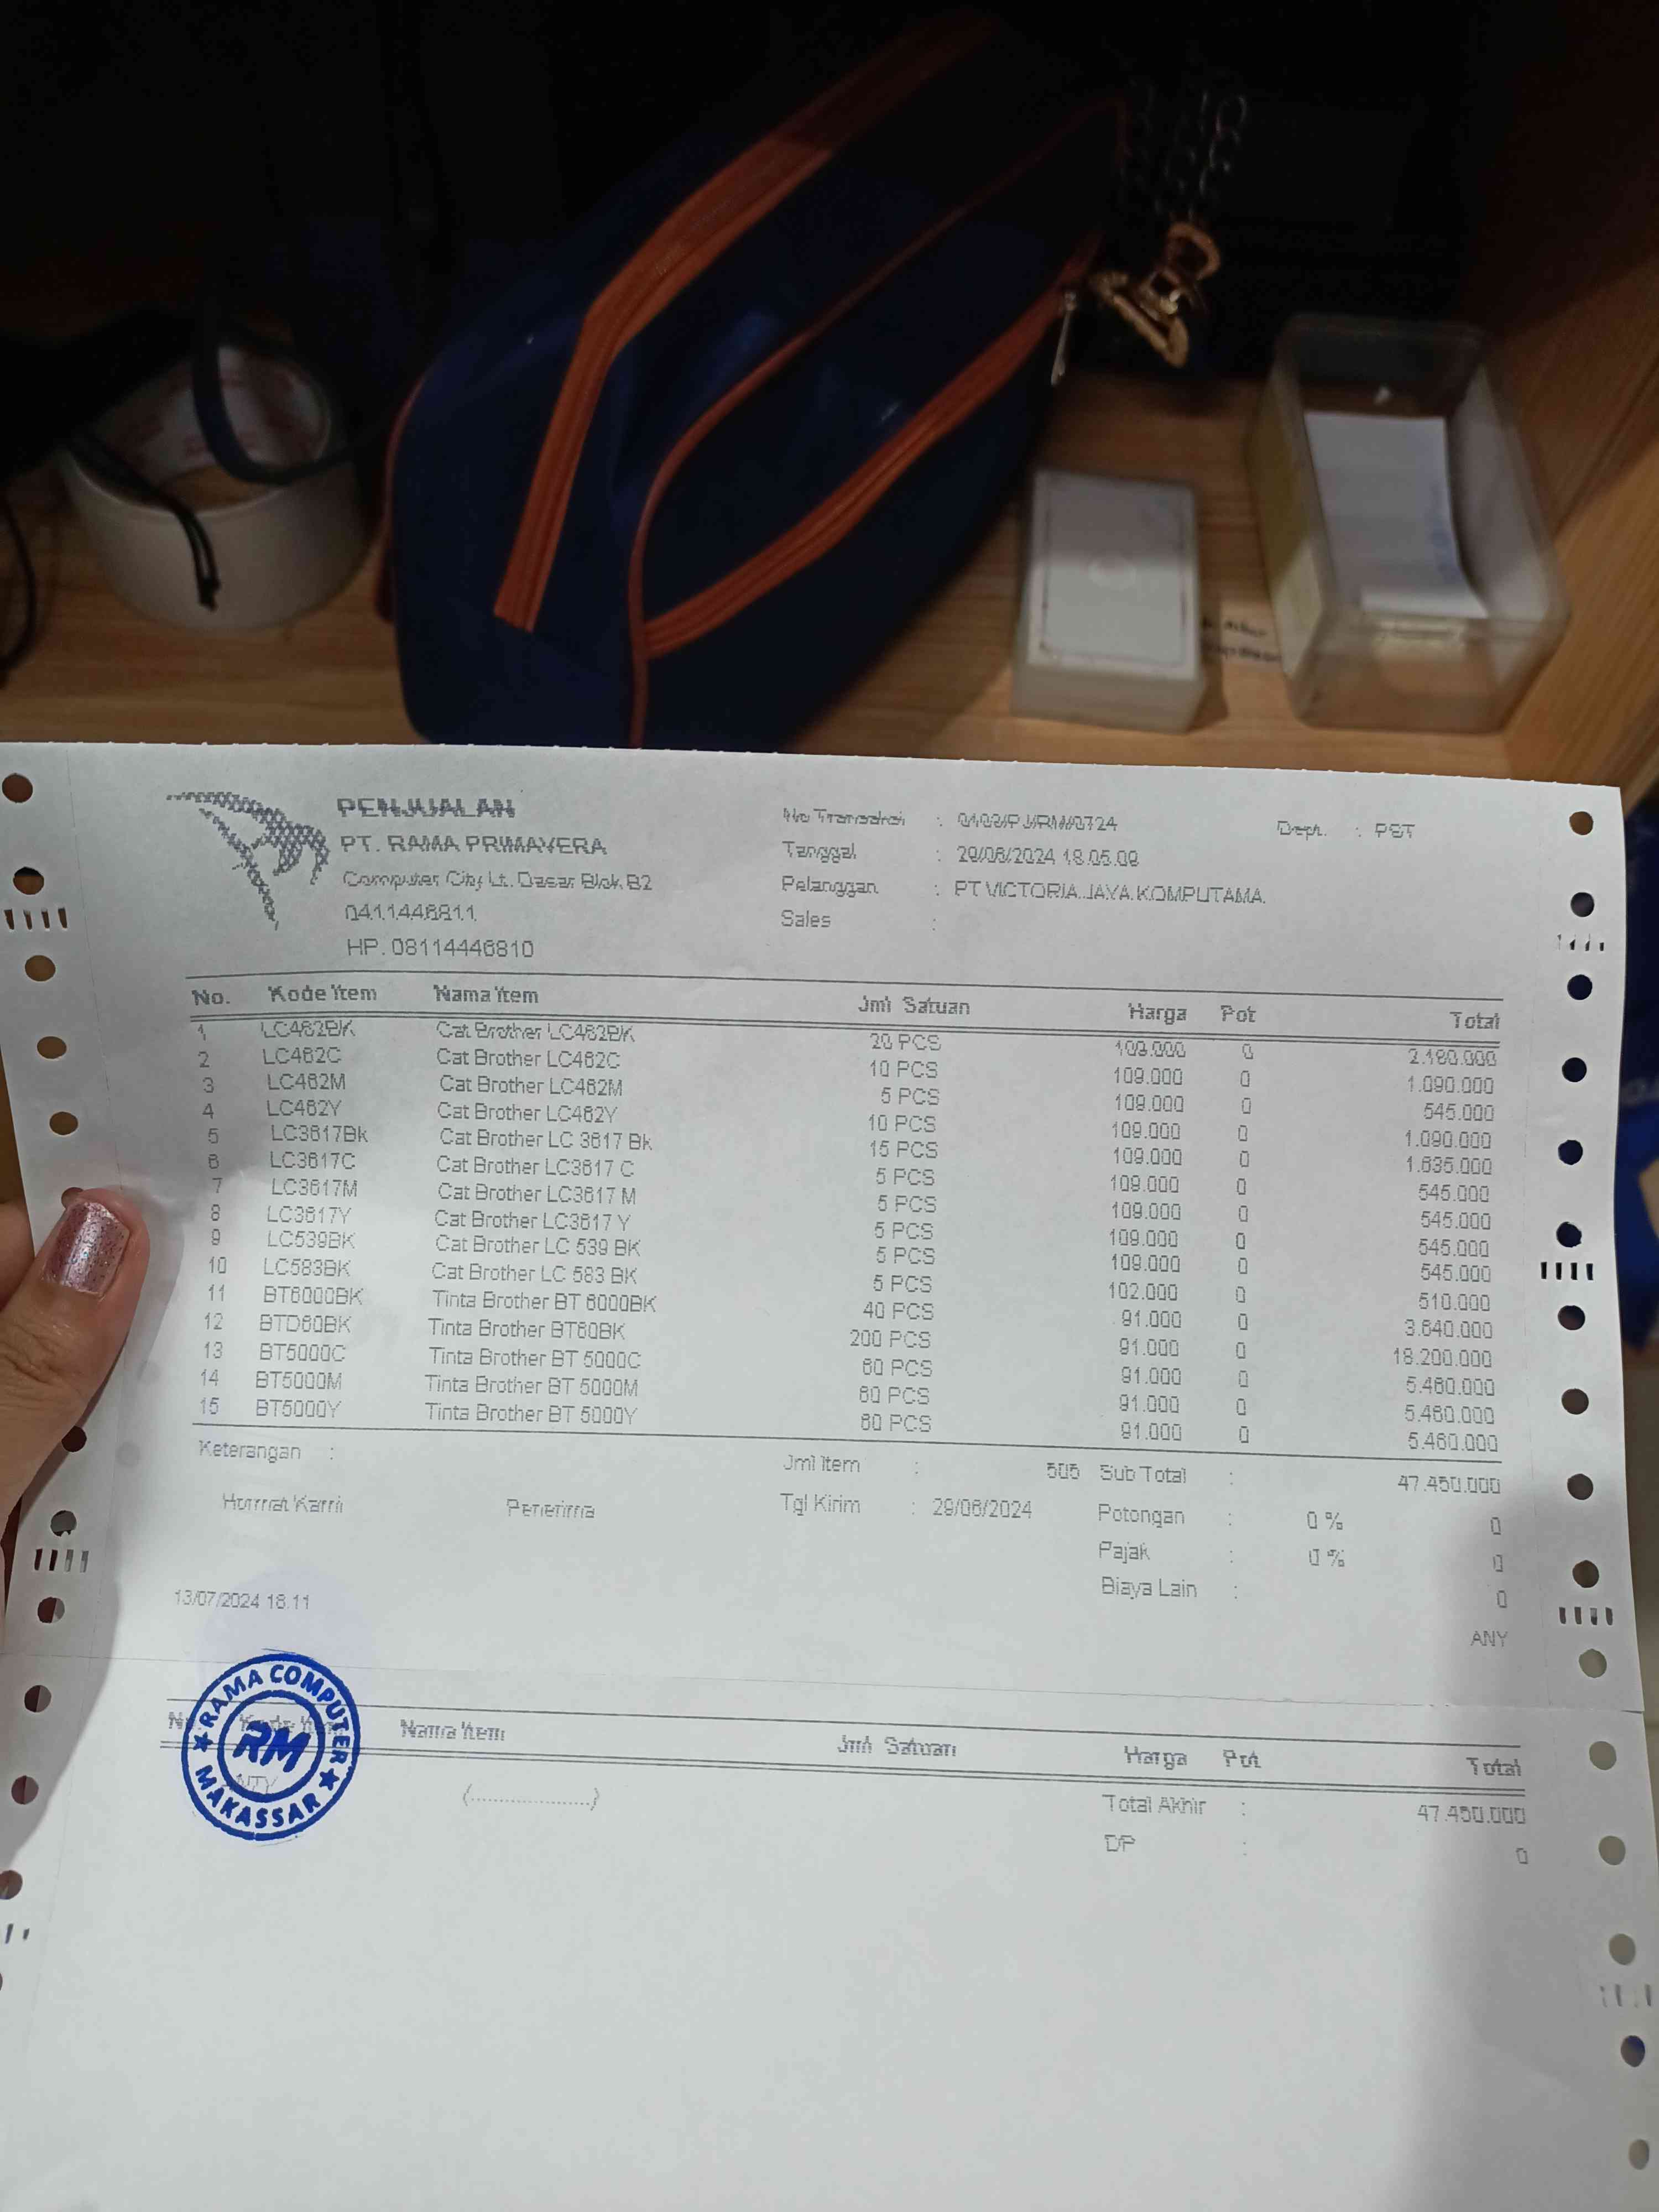 PENJUALAN
PT. RAMA PRIMAVERA
Computer City Lt. Dasar Blok B2
0411446811
HP. 08114446810
No Transaksi :
Dept. : PST
Tanggal : 29/06/2024 18.05.09
Pelanggan : PT VICTORIA JAYA KOMPUTAMA
Sales :
No. Kode Item Nama Item Jml Satuan Harga Pot Total
1 LC462BK Cat Brother LC462BK 20 PCS 109.000 0 2.180.000
2 LC462C Cat Brother LC462C 10 PCS 109.000 0 1.090.000
3 LC462M Cat Brother LC462M 5 PCS 109.000 0 545.000
4 LC462Y Cat Brother LC462Y 10 PCS 109.000 0 1.090.000
5 LC3617Bk Cat Brother LC 3617 Bk 15 PCS 109.000 0 1.635.000
6 LC3617C Cat Brother LC3617 C 5 PCS 109.000 0 545.000
7 LC3617M Cat Brother LC3617 M 5 PCS 109.000 0 545.000
8 LC3617Y Cat Brother LC3617 Y 5 PCS 109.000 0 545.000
9 LC539BK Cat Brother LC 539 BK 5 PCS 109.000 0 545.000
10 LC583BK Cat Brother LC 583 BK 5 PCS 102.000 0 510.000
11 BT6000BK Tinta Brother BT 6000BK 40 PCS 91.000 0 3.640.000
12 BTD60BK Tinta Brother BT60BK 200 PCS 91.000 0 18.200.000
13 BT5000C Tinta Brother BT 5000C 60 PCS 91.000 0 5.460.000
14 BT5000M Tinta Brother BT 5000M 60 PCS 91.000 0 5.460.000
15 BT5000Y Tinta Brother BT 5000Y 60 PCS 91.000 0 5.460.000
Keterangan : Jml Item : 505 Sub Total : 47.450.000
Hormat Kami Penerima Tgl Kirim : 29/06/2024 Potongan : 0 % 0
Pajak : 0 % 0
Biaya Lain : 0
13/07/2024 18.11
ANY
RAMA COMPUTER
RM
MAKASSAR
No. Kode Item Nama Item Jml Satuan Harga Pot Total
(.....................)
Total Akhir : 47.450.000
DP : 0